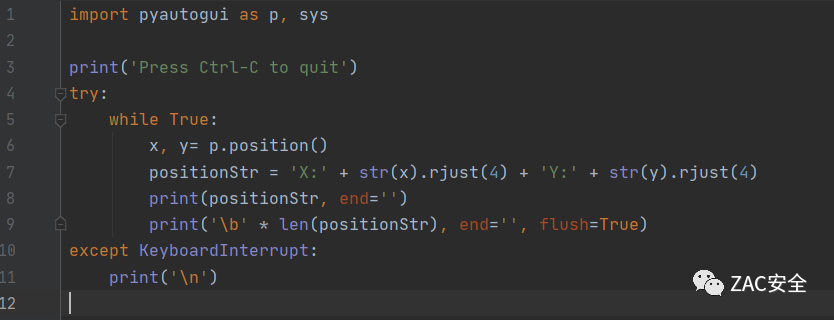 1 import pyautogui as p, sys
2
3 print('Press Ctrl-C to quit')
4 try:
5     while True:
6         x, y= p.position()
7         positionStr = 'X:' + str(x).rjust(4) + 'Y:' + str(y).rjust(4)
8         print(positionStr, end='')
9         print('\b' * len(positionStr), end='', flush=True)
10 except KeyboardInterrupt:
11     print('\n')
12
ZAC安全